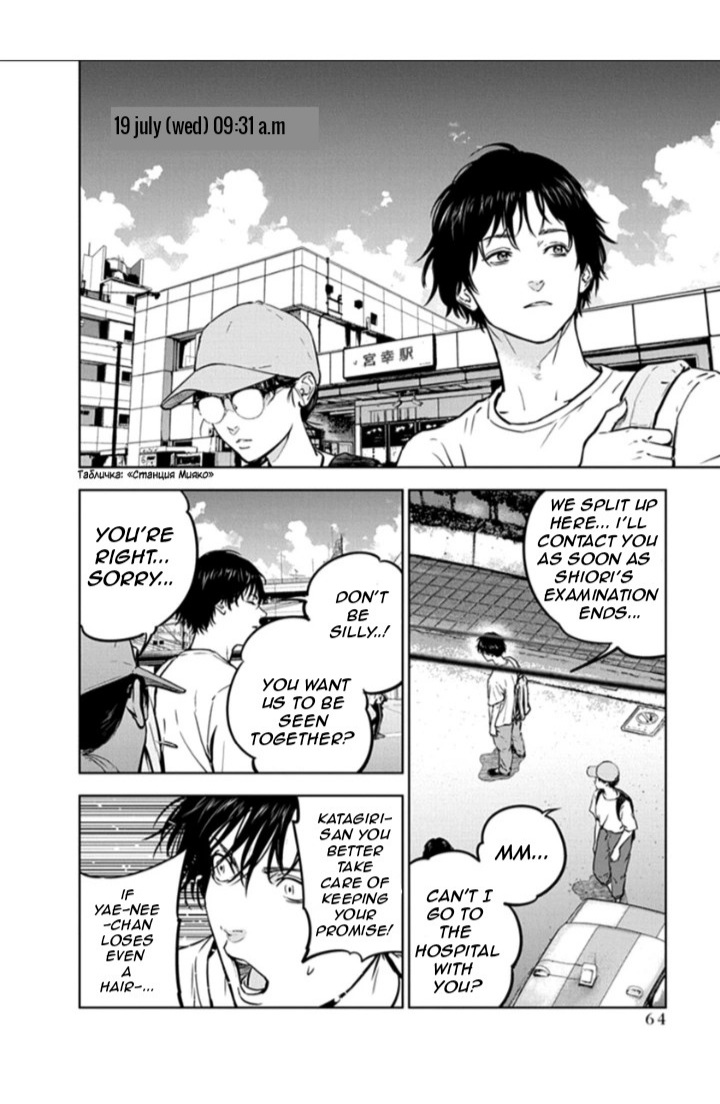 19 july (wed) 09:31 a.m
宮幸駅
Табличка: «Станция Мияко»
WE SPLIT UP
HERE... I'LL
CONTACT YOU
AS SOON AS
SHIORI'S
EXAMINATION
ENDS...
MM...
CAN'T I
GO TO
THE
HOSPITAL
WITH
YOU?
DON'T
BE
SILLY..!
YOU WANT
US TO BE
SEEN
TOGETHER?
YOU'RE
RIGHT...
SORRY...
KATAGIRI-
SAN YOU
BETTER
TAKE
CARE OF
KEEPING
YOUR
PROMISE!
IF
YAE-NEE
-CHAN
LOSES
EVEN
A
HAIR-...
64